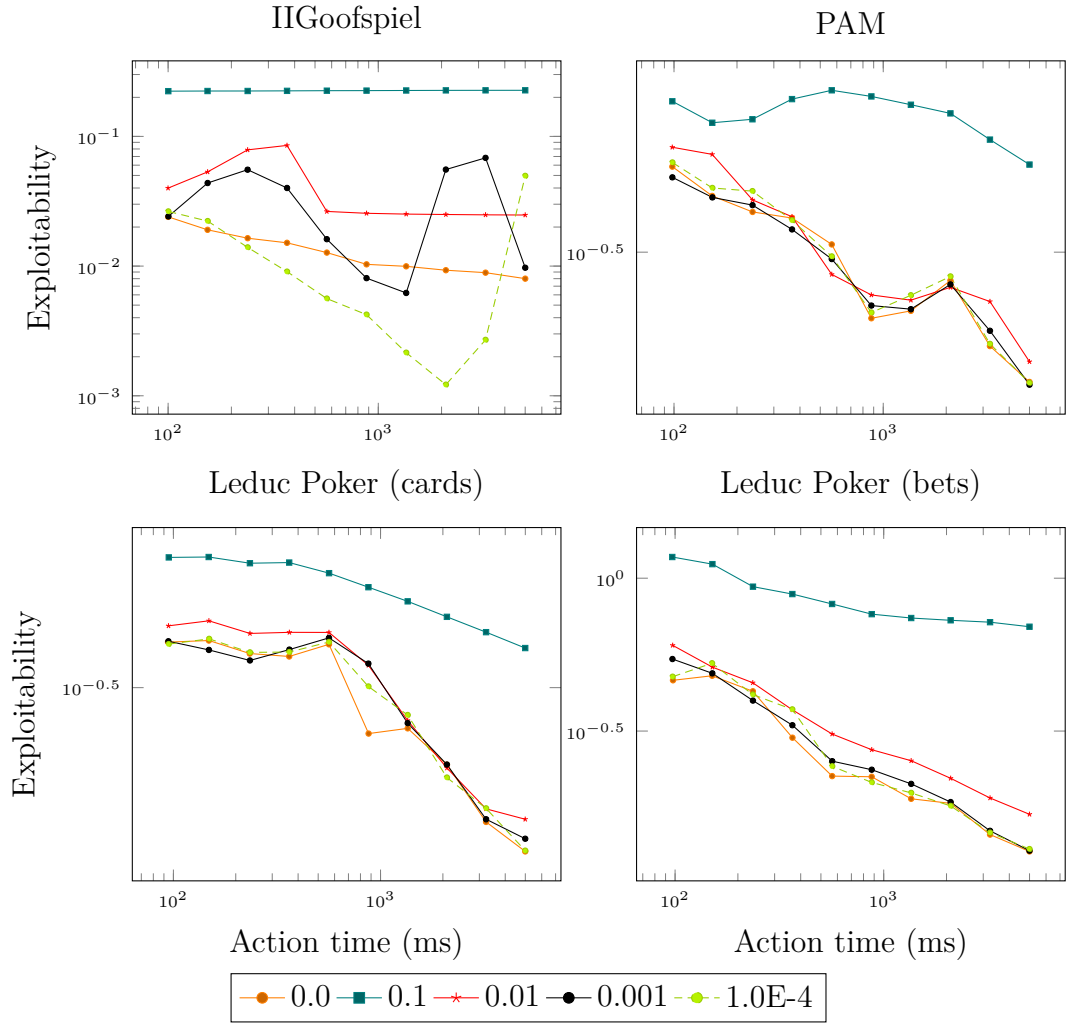 IIGoofspiel
PAM
Exploitability
10^−1
10^−2
10^−3
10^2
10^3
10^−0.5
10^2
10^3
Leduc Poker (cards)
Leduc Poker (bets)
Exploitability
10^−0.5
10^2
10^3
10^0
10^−0.5
10^2
10^3
Action time (ms)
Action time (ms)
0.0 0.1 0.01 0.001 1.0E-4